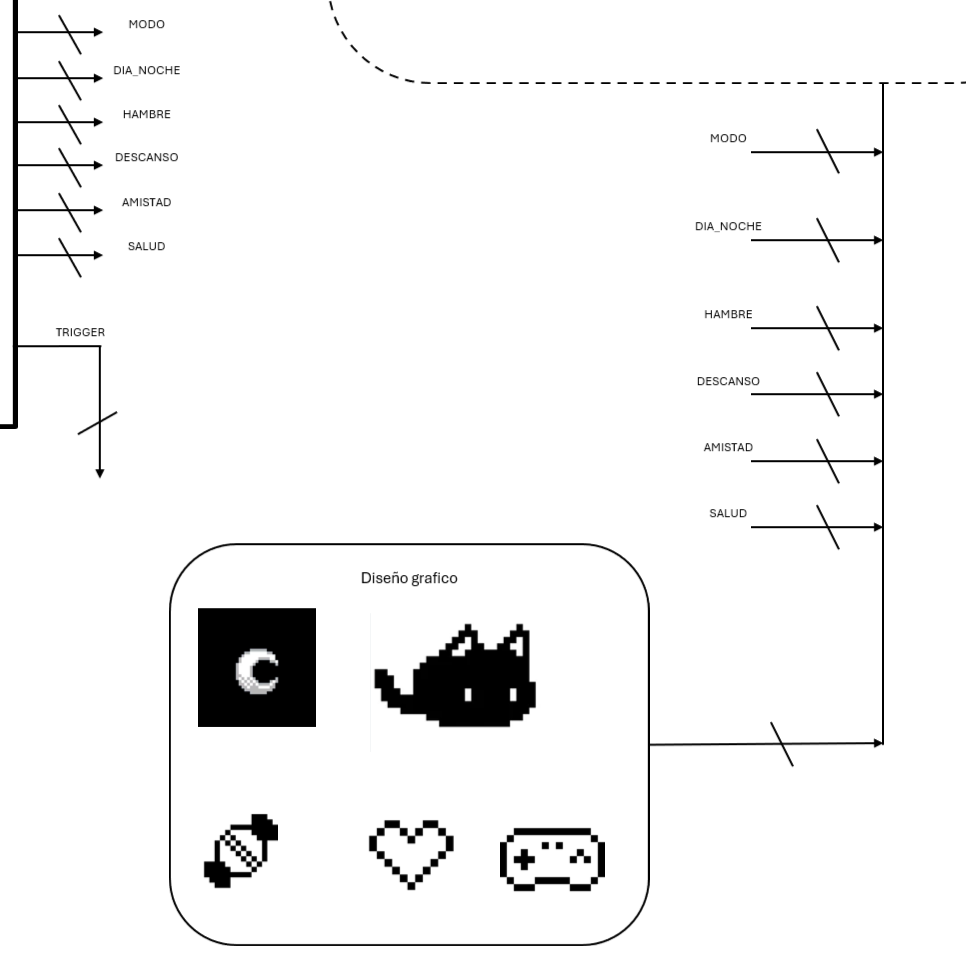 MODO
DIA_NOCHE
HAMBRE
DESCANSO
AMISTAD
SALUD
TRIGGER
MODO
DIA_NOCHE
HAMBRE
DESCANSO
AMISTAD
SALUD
Diseño grafico